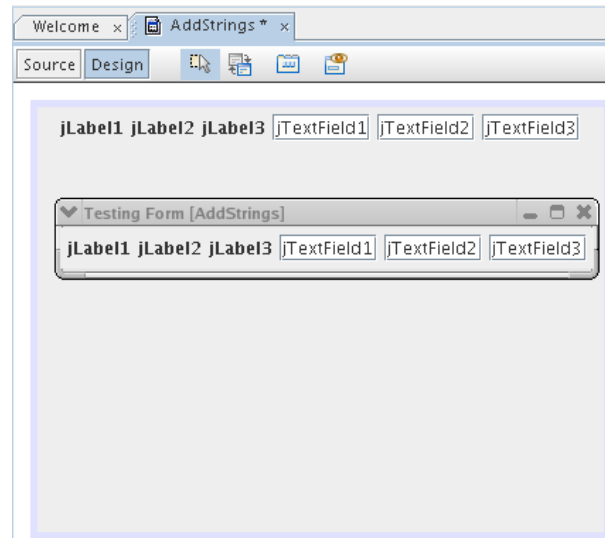 Welcome x AddStrings * x
Source Design
jLabel1 jLabel2 jLabel3 jTextField1 jTextField2 jTextField3
Testing Form [AddStrings]
jLabel1 jLabel2 jLabel3 jTextField1 jTextField2 jTextField3